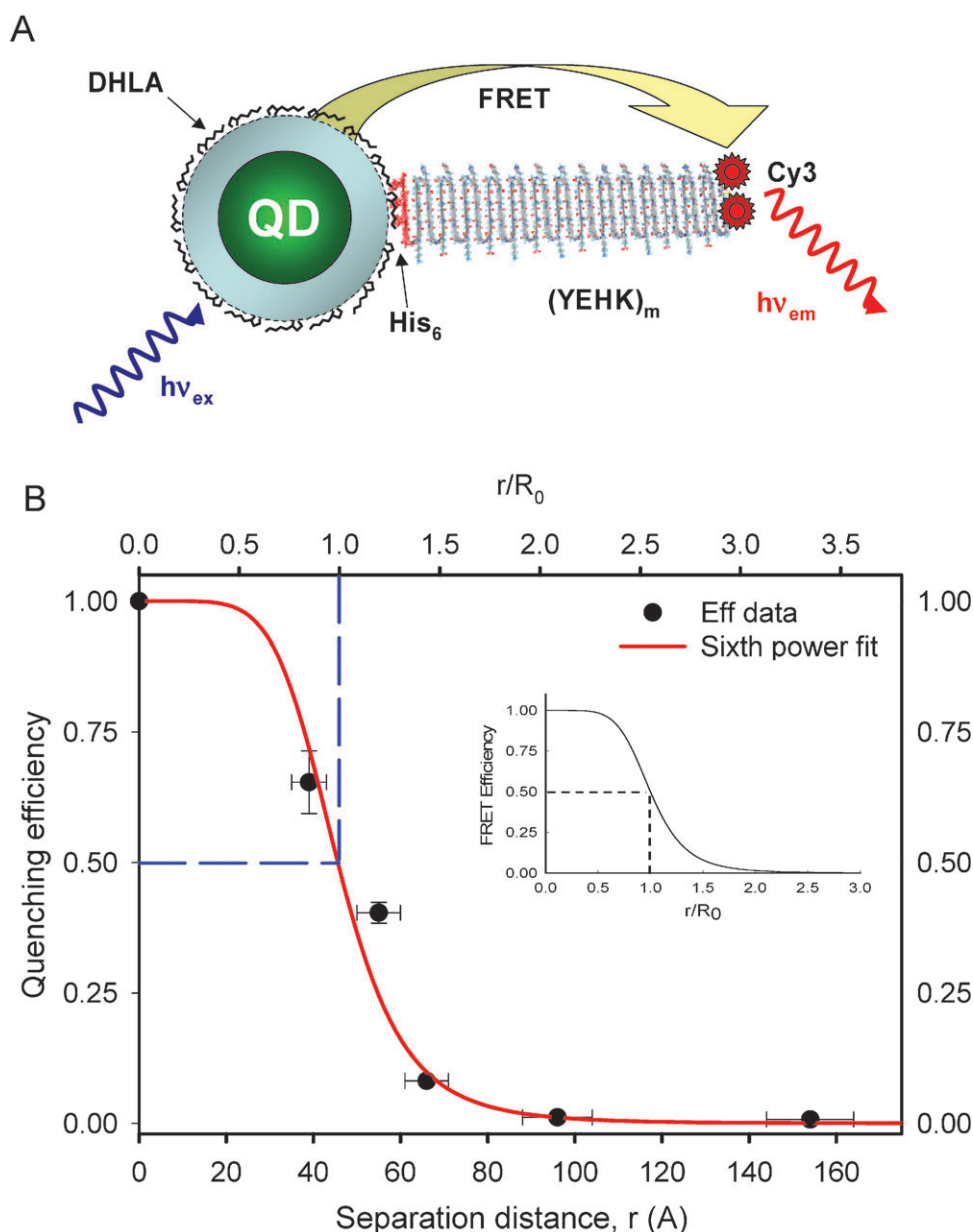 A
DHLA
FRET
QD
Cy3
His6
(YEHK)m
hνem
hνex
B
r/R0
0.0 0.5 1.0 1.5 2.0 2.5 3.0 3.5
Quenching efficiency
1.00
0.75
0.50
0.25
0.00
Eff data
Sixth power fit
FRET Efficiency
1.00
0.75
0.50
0.25
0.00
0.0 0.5 1.0 1.5 2.0 2.5 3.0
r/R0
1.00
0.75
0.50
0.25
0.00
0 20 40 60 80 100 120 140 160
Separation distance, r (A)